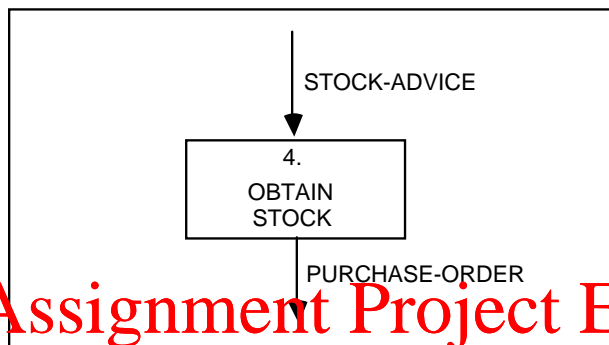 STOCK-ADVICE
4.
OBTAIN
STOCK
PURCHASE-ORDER
Assignment Project E